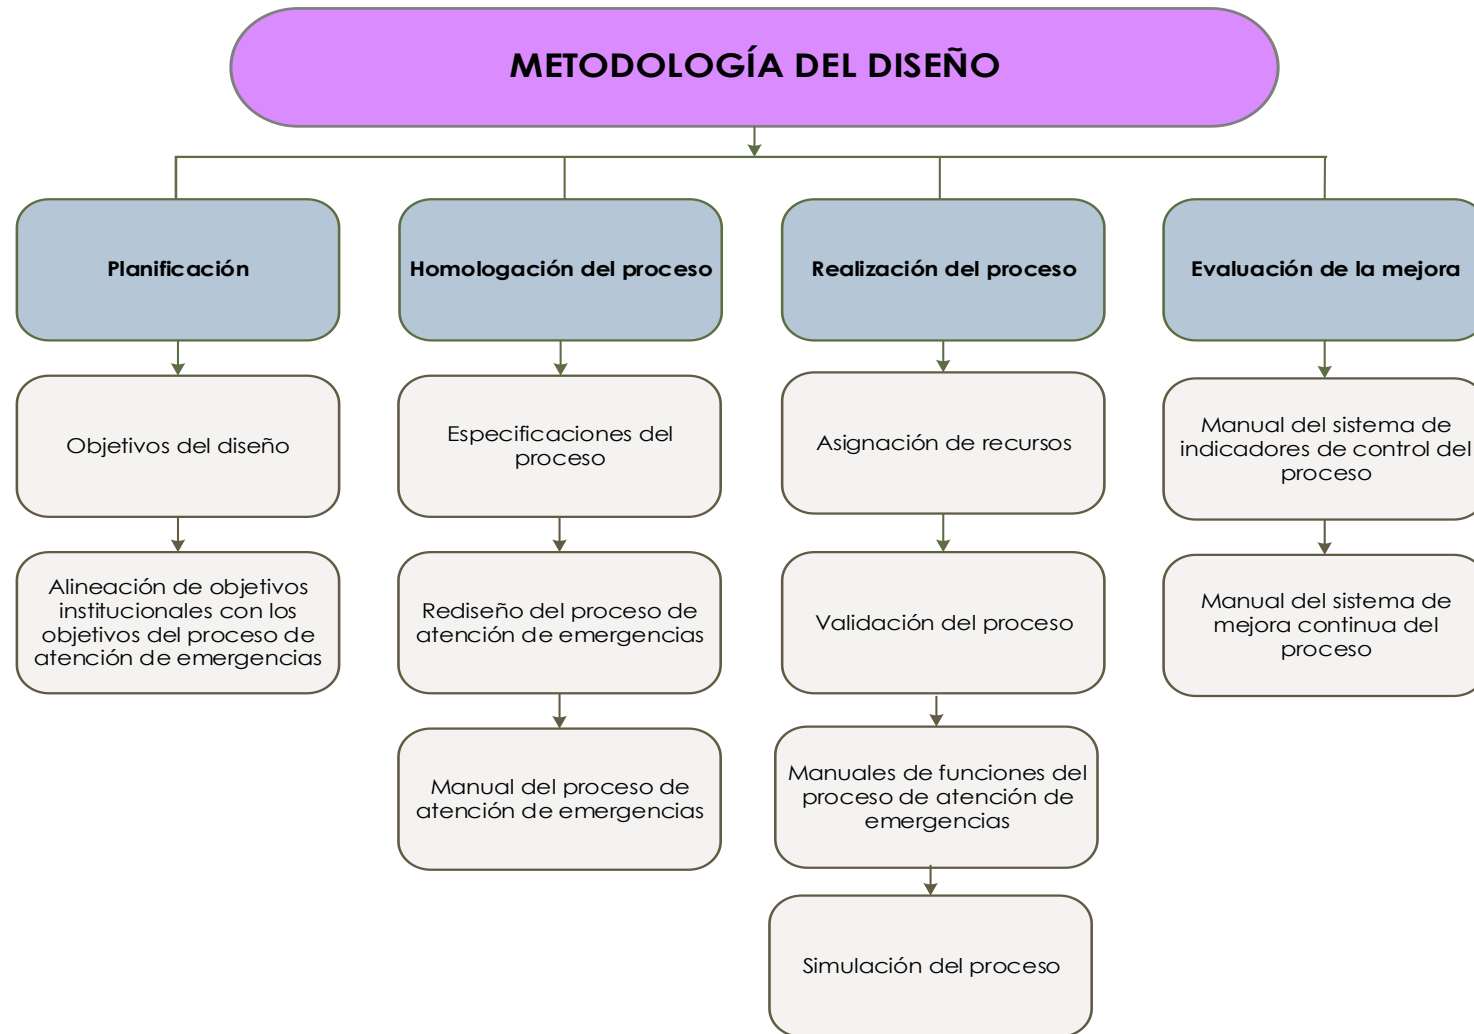 METODOLOGÍA DEL DISEÑO
Planificación
Homologación del proceso
Realización del proceso
Evaluación de la mejora
Objetivos del diseño
Especificaciones del
proceso
Asignación de recursos
Manual del sistema de
indicadores de control del
proceso
Alineación de objetivos
institucionales con los
objetivos del proceso de
atención de emergencias
Rediseño del proceso de
atención de emergencias
Validación del proceso
Manual del sistema de
mejora continua del
proceso
Manual del proceso de
atención de emergencias
Manuales de funciones del
proceso de atención de
emergencias
Simulación del proceso